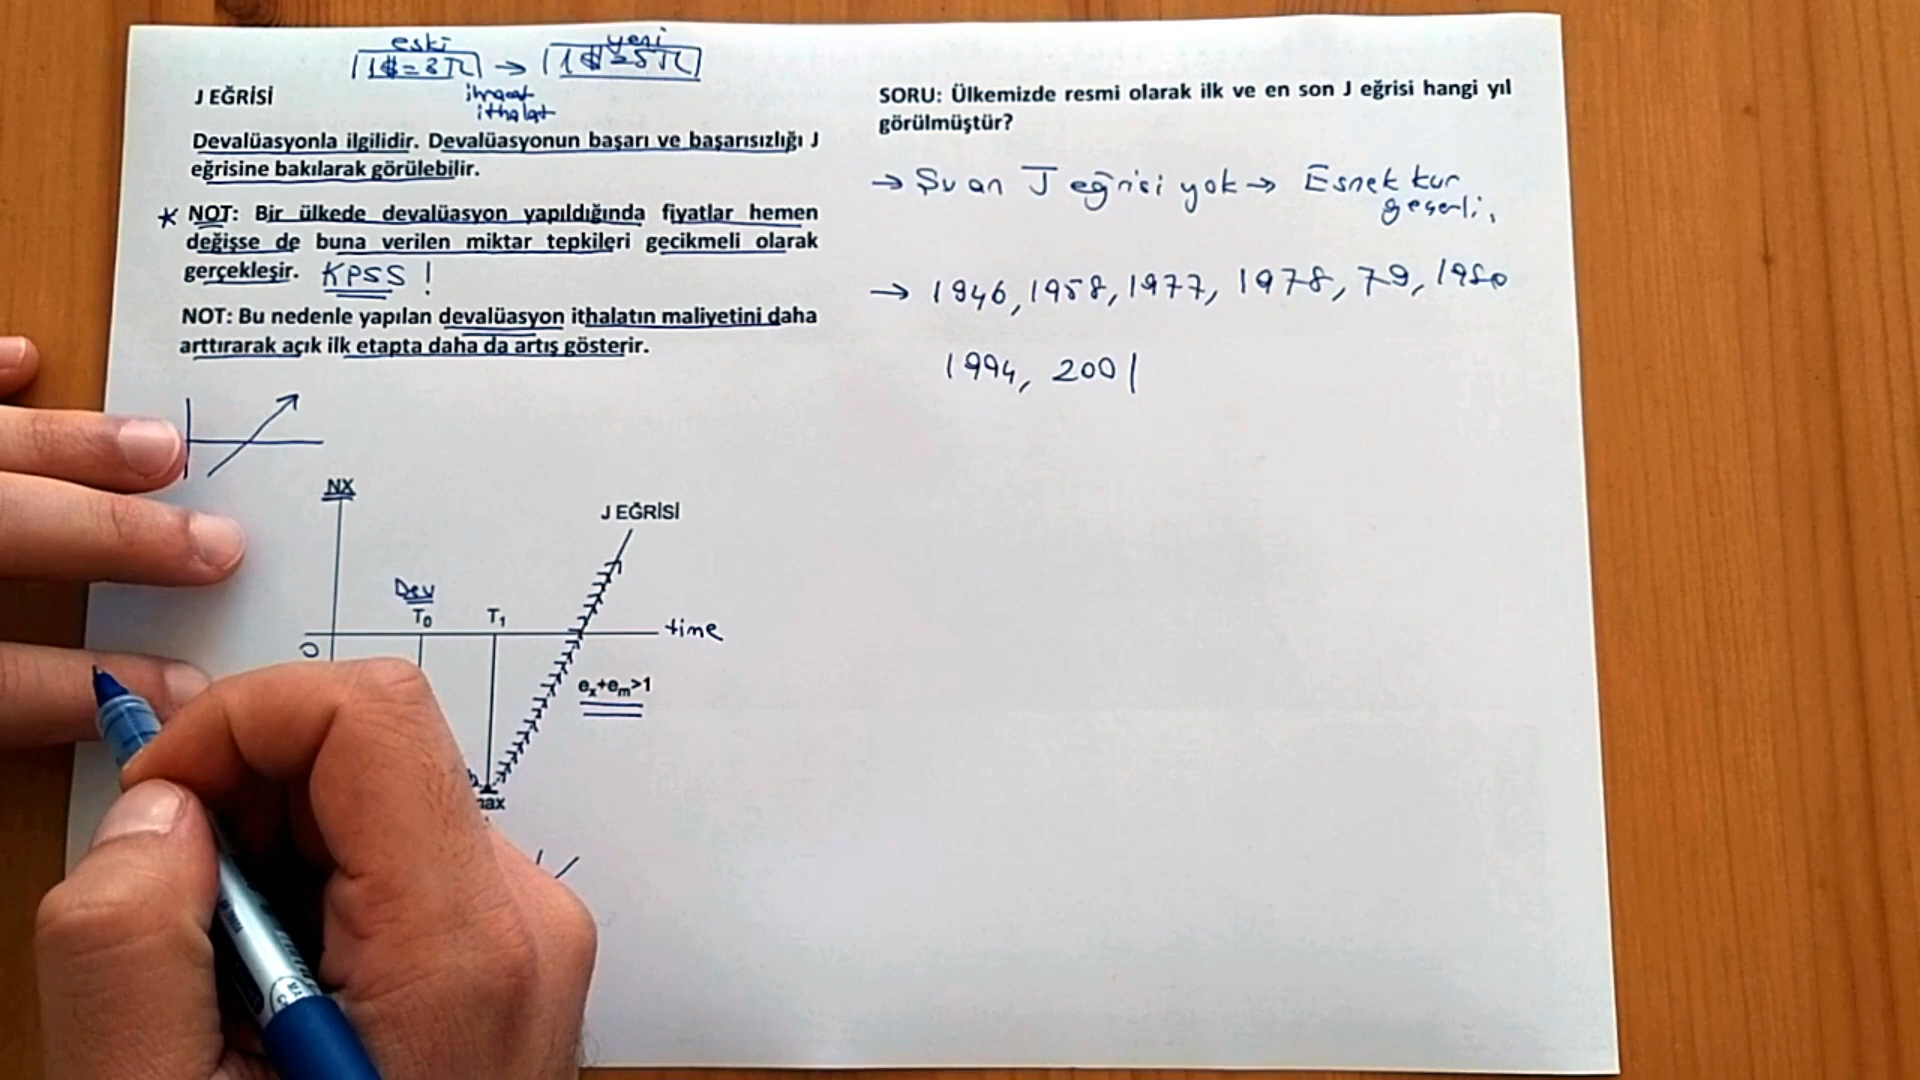 eski yeni
1$=3TL → 1$=5TL
ihracat
ithalat
J EĞRİSİ
Devalüasyonla ilgilidir. Devalüasyonun başarı ve başarısızlığı J
eğrisine bakılarak görülebilir.
NOT: Bir ülkede devalüasyon yapıldığında fiyatlar hemen
değişse de buna verilen miktar tepkileri gecikmeli olarak
gerçekleşir. KPSS !
NOT: Bu nedenle yapılan devalüasyon ithalatın maliyetini daha
arttırarak açık ilk etapta daha da artış gösterir.
NX
J EĞRİSİ
Dev
T₀ T₁
time
0
eₓ+eₘ>1
SORU: Ülkemizde resmi olarak ilk ve en son J eğrisi hangi yıl
görülmüştür?
→ Şu an J eğrisi yok → Esnek kur
geçerli.
→ 1946, 1958, 1977, 1978, 79, 1980
1994, 2001